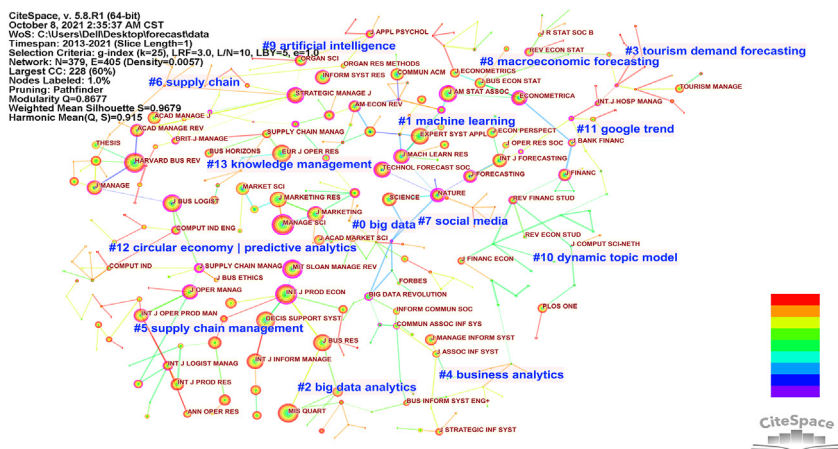 CiteSpace, v. 5.8.R1 (64-bit)
October 8, 2021 2:35:37 AM CST
WoS: C:\Users\Dell\Desktop\forecast\data
Timespan: 2013-2021 (Slice Length=1)
Selection Criteria: g-index (k=25), LRF=3.0, L/N=10, LBY=5, e=1.0
Network: N=379, E=405 (Density=0.0057)
Largest CC: 228 (60%)
Nodes Labeled: 1.0%
Pruning: Pathfinder
Modularity Q=0.8677
Weighted Mean Silhouette S=0.9679
Harmonic Mean(Q, S)=0.915
J APPL PSYCHOL
J R STAT SOC B
#9 artificial intelligence
REV ECON STAT
#3 tourism demand forecasting
ORGAN SCI
ORGAN RES METHODS
#8 macroeconomic forecasting
INFORM SYST RES
COMMUN ACM
J ECONOMETRICS
J BUS ECON STAT
#6 supply chain
TOURISM MANAGE
STRATEGIC MANAGE J
J AM STAT ASSOC
ECONOMETRICA
INT J HOSP MANAG
AM ECON REV
ACAD MANAGE J
#11 machine learning
#11 google trend
ACAD MANAGE REV
SUPPLY CHAIN MANAG
EXPERT SYST APPL
J ECON PERSPECT
BRIT J MANAGE
THESIS
J OPER RES SOC
J BANK FINANC
BUS HORIZONS
EUR J OPER RES
J MACH LEARN RES
INT J FORECASTING
HARVARD BUS REV
#13 knowledge management
TECHNOL FORECAST SOC
J FORECASTING
J FINANC
J MANAGE
MARKET SCI
NATURE
J MARKETING RES
SCIENCE
REV FINANC STUD
J BUS LOGIST
J MARKETING
#7 social media
MANAGE SCI
#0 big data
COMPUT IND ENG
REV ECON STUD
J ACAD MARKET SCI
#12 circular economy | predictive analytics
J COMPUT SCI-NETH
#10 dynamic topic model
J FINANC ECON
COMPUT IND
J SUPPLY CHAIN MANAG
MIT SLOAN MANAGE REV
J BUS ETHICS
FORBES
J OPER MANAG
INT J PROD ECON
BIG DATA REVOLUTION
PLOS ONE
INFORM COMMUN SOC
INT J OPER PROD MAN
DECIS SUPPORT SYST
COMMUN ASSOC INF SYS
#5 supply chain management
J MANAGE INFORM SYST
J BUS RES
J ASSOC INF SYST
INT J LOGIST MANAG
INT J INFORM MANAGE
#4 business analytics
INT J PROD RES
#2 big data analytics
BUS INFORM SYST ENG+
ANN OPER RES
MIS QUART
J STRATEGIC INF SYST
CiteSpace